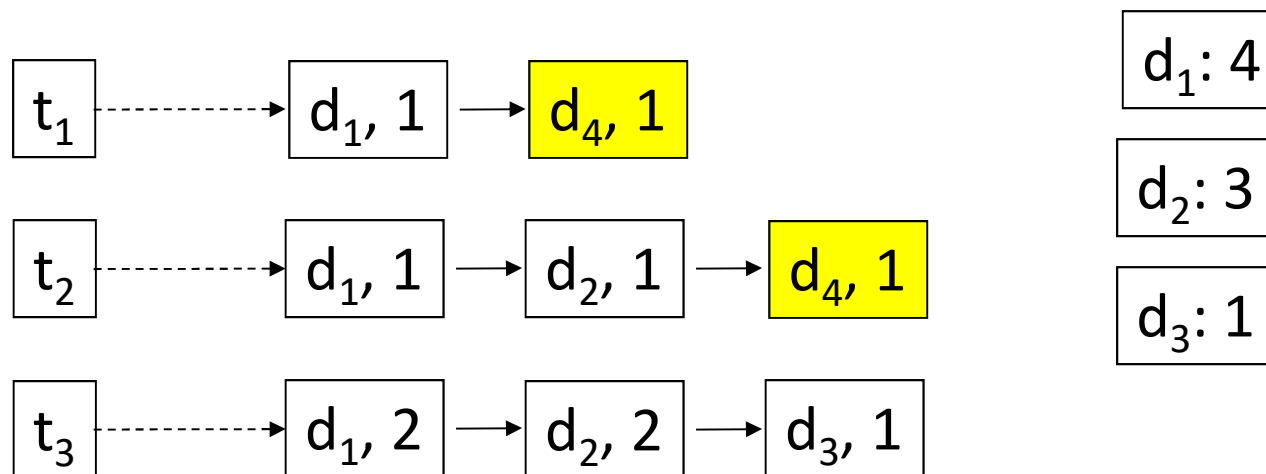 t₁ d₁, 1 d₄, 1
t₂ d₁, 1 d₂, 1 d₄, 1
t₃ d₁, 2 d₂, 2 d₃, 1
d₁: 4
d₂: 3
d₃: 1